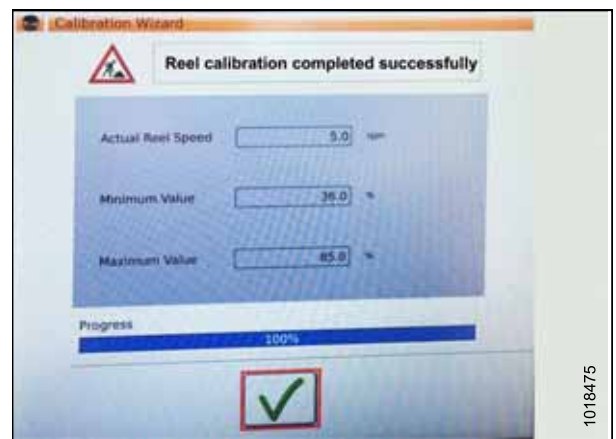 Calibration Wizard
Reel calibration completed successfully
Actual Reel Speed 5.0 rpm
Minimum Value 36.0 %
Maximum Value 85.0 %
Progress
100%
1018475